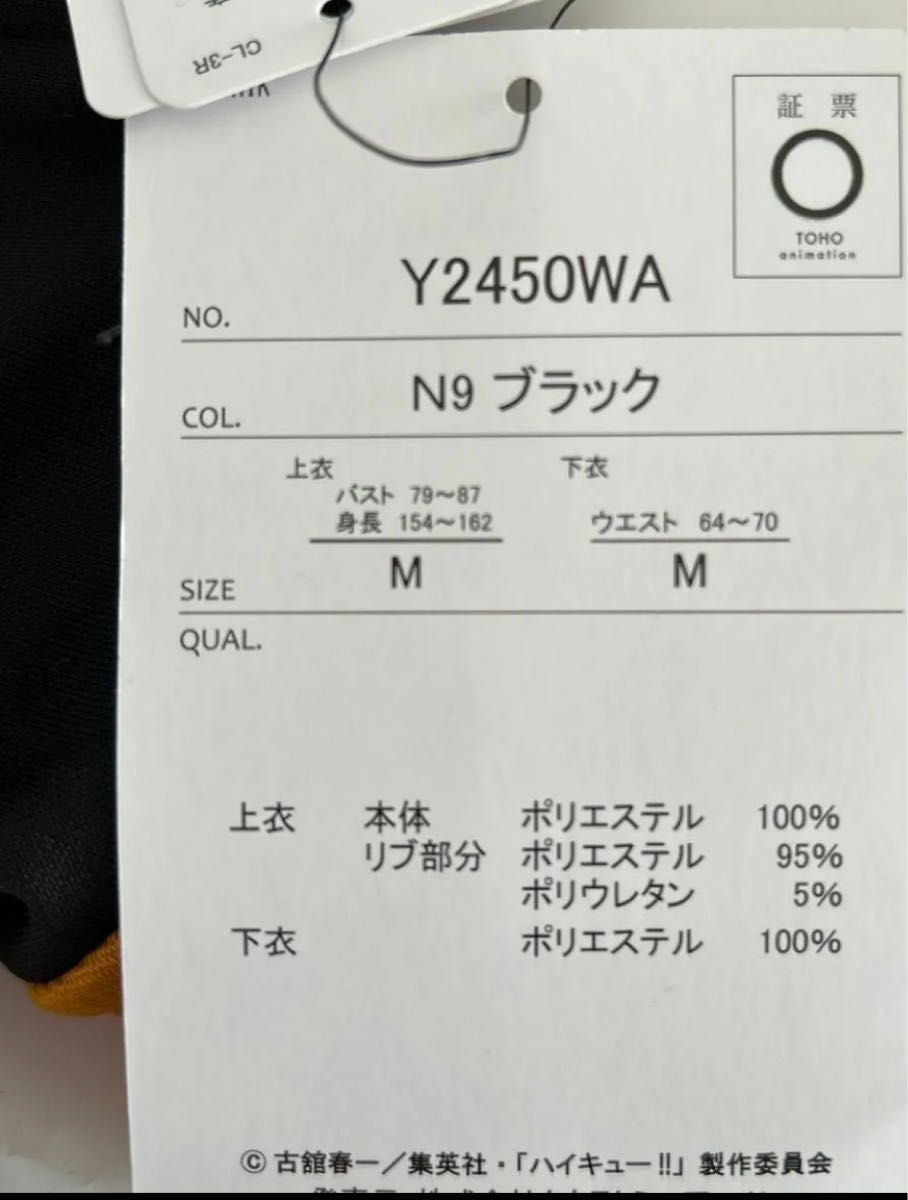 CL-3R
証 票
TOHO
animation
NO. Y2450WA
COL. N9 ブラック
上衣 下衣
バスト 79～87
身長 154～162 ウエスト 64～70
SIZE M M
QUAL.
上衣 本体 ポリエステル 100%
リブ部分 ポリエステル 95%
ポリウレタン 5%
下衣 ポリエステル 100%
© 古舘春一／集英社・「ハイキュー!!」製作委員会